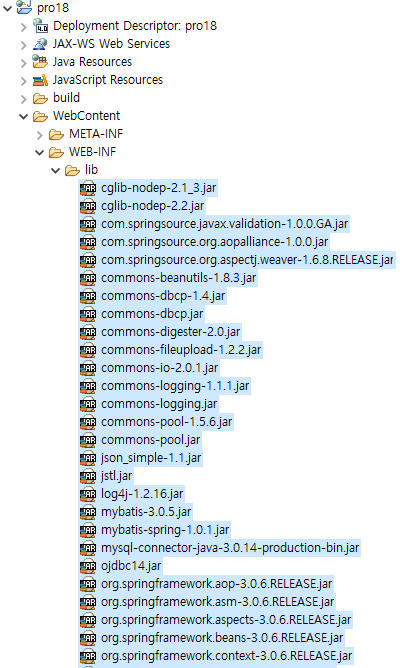 pro18
Deployment Descriptor: pro18
JAX-WS Web Services
Java Resources
JavaScript Resources
build
WebContent
META-INF
WEB-INF
lib
cglib-nodep-2.1_3.jar
cglib-nodep-2.2.jar
com.springsource.javax.validation-1.0.0.GA.jar
com.springsource.org.aopalliance-1.0.0.jar
com.springsource.org.aspectj.weaver-1.6.8.RELEASE.jar
commons-beanutils-1.8.3.jar
commons-dbcp-1.4.jar
commons-dbcp.jar
commons-digester-2.0.jar
commons-fileupload-1.2.2.jar
commons-io-2.0.1.jar
commons-logging-1.1.1.jar
commons-logging.jar
commons-pool-1.5.6.jar
commons-pool.jar
json_simple-1.1.jar
jstl.jar
log4j-1.2.16.jar
mybatis-3.0.5.jar
mybatis-spring-1.0.1.jar
mysql-connector-java-3.0.14-production-bin.jar
ojdbc14.jar
org.springframework.aop-3.0.6.RELEASE.jar
org.springframework.asm-3.0.6.RELEASE.jar
org.springframework.aspects-3.0.6.RELEASE.jar
org.springframework.beans-3.0.6.RELEASE.jar
org.springframework.context-3.0.6.RELEASE.jar